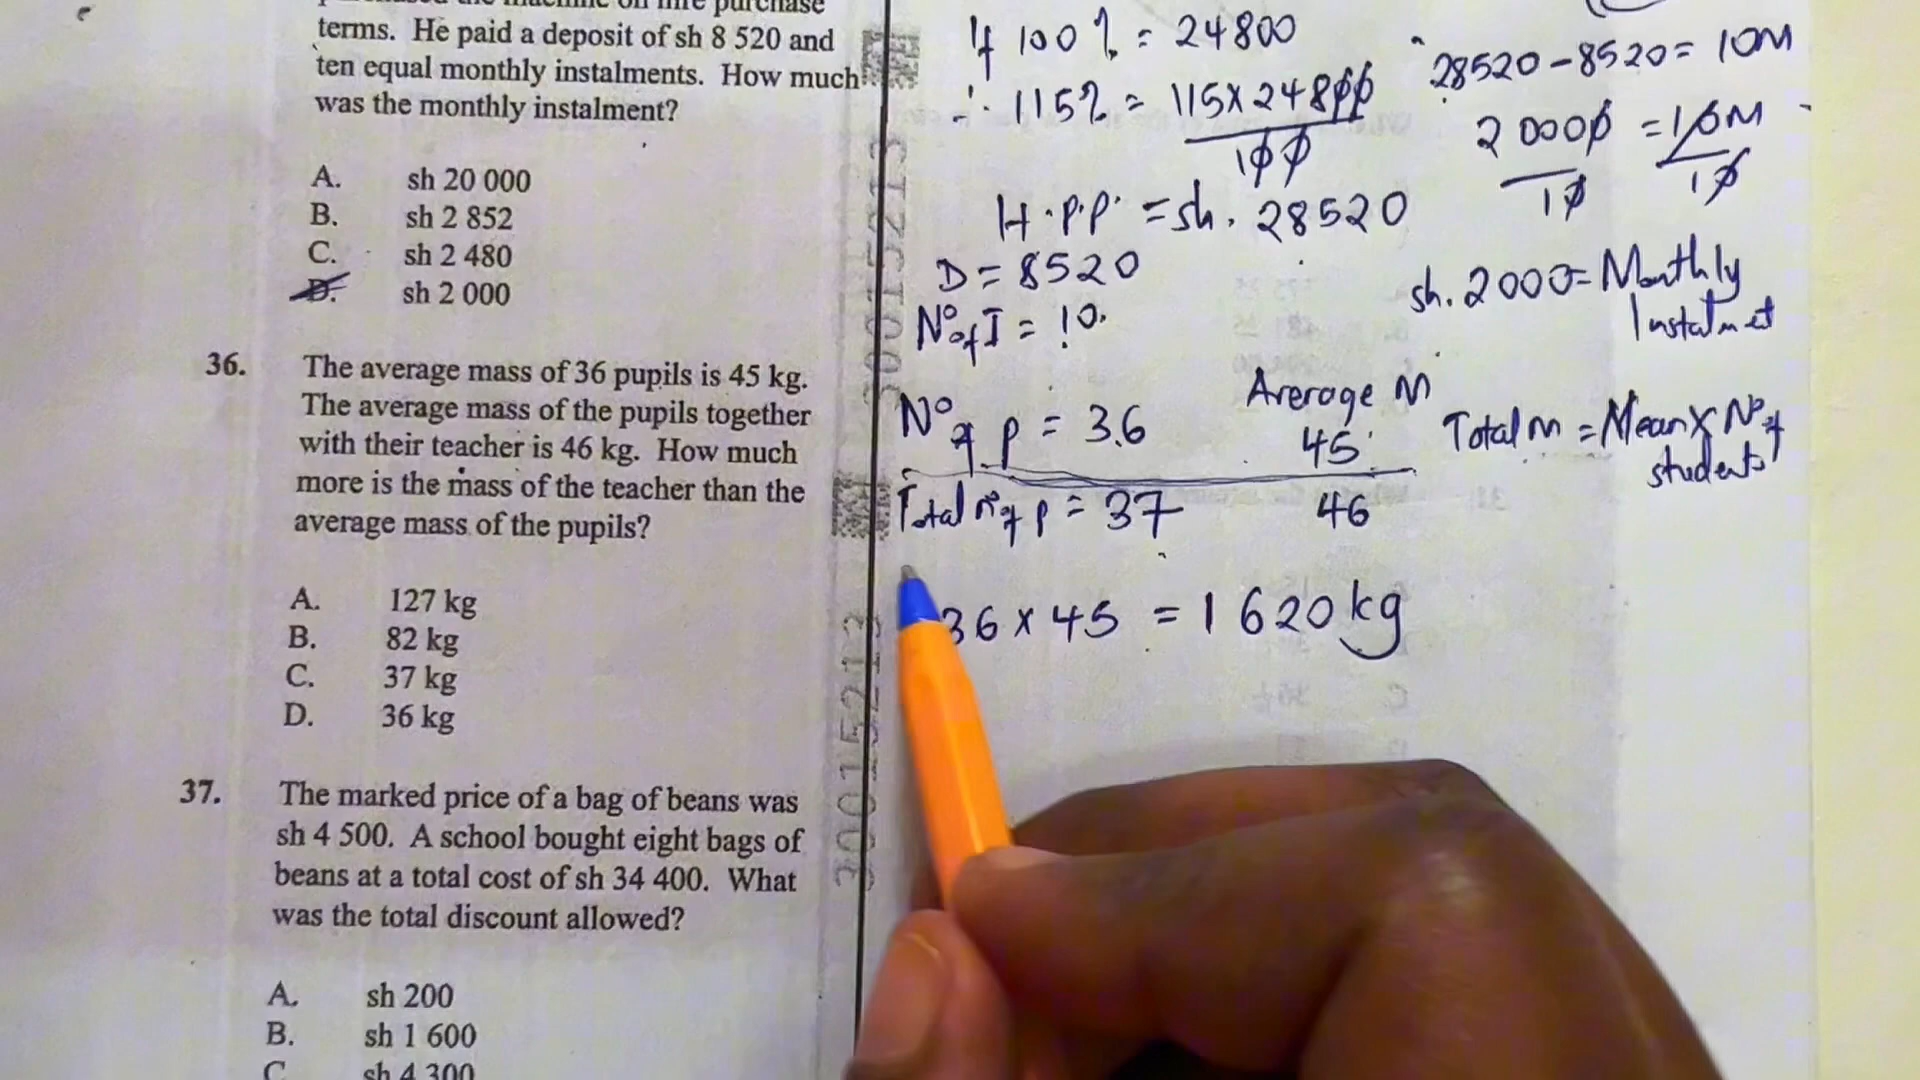 terms. He paid a deposit of sh 8 520 and
ten equal monthly instalments. How much
was the monthly instalment?
A. sh 20 000
B. sh 2 852
C. sh 2 480
D. sh 2 000
36. The average mass of 36 pupils is 45 kg.
The average mass of the pupils together
with their teacher is 46 kg. How much
more is the mass of the teacher than the
average mass of the pupils?
A. 127 kg
B. 82 kg
C. 37 kg
D. 36 kg
37. The marked price of a bag of beans was
sh 4 500. A school bought eight bags of
beans at a total cost of sh 34 400. What
was the total discount allowed?
A. sh 200
B. sh 1 600
C sh 4 300
If 100% = 24800
∴ 115% = 115 x 24800
100
H.P.P. = sh. 28520
D = 8520
Nº of I = 10.
28520 - 8520 = 10M
20000 = 10M
10 10
sh. 2000 = Monthly
Instalmet
Nº of P = 36
Average M
45
Total nº of P = 37 46
Total M = Mean x Nº of
students
36 x 45 = 1 620 kg